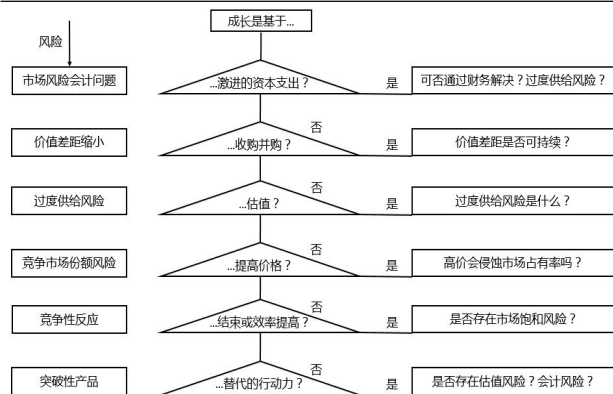 成长是基于...
风险
市场风险会计问题
...激进的资本支出？
是
可否通过财务解决？过度供给风险？
否
价值差距缩小
...收购并购？
是
价值差距是否可持续？
否
过度供给风险
...估值？
是
过度供给风险是什么？
否
竞争市场份额风险
...提高价格？
是
高价会侵蚀市场占有率吗？
否
竞争性反应
...结束或效率提高？
是
是否存在市场饱和风险？
否
突破性产品
...替代的行动力？
是
是否存在估值风险？会计风险？